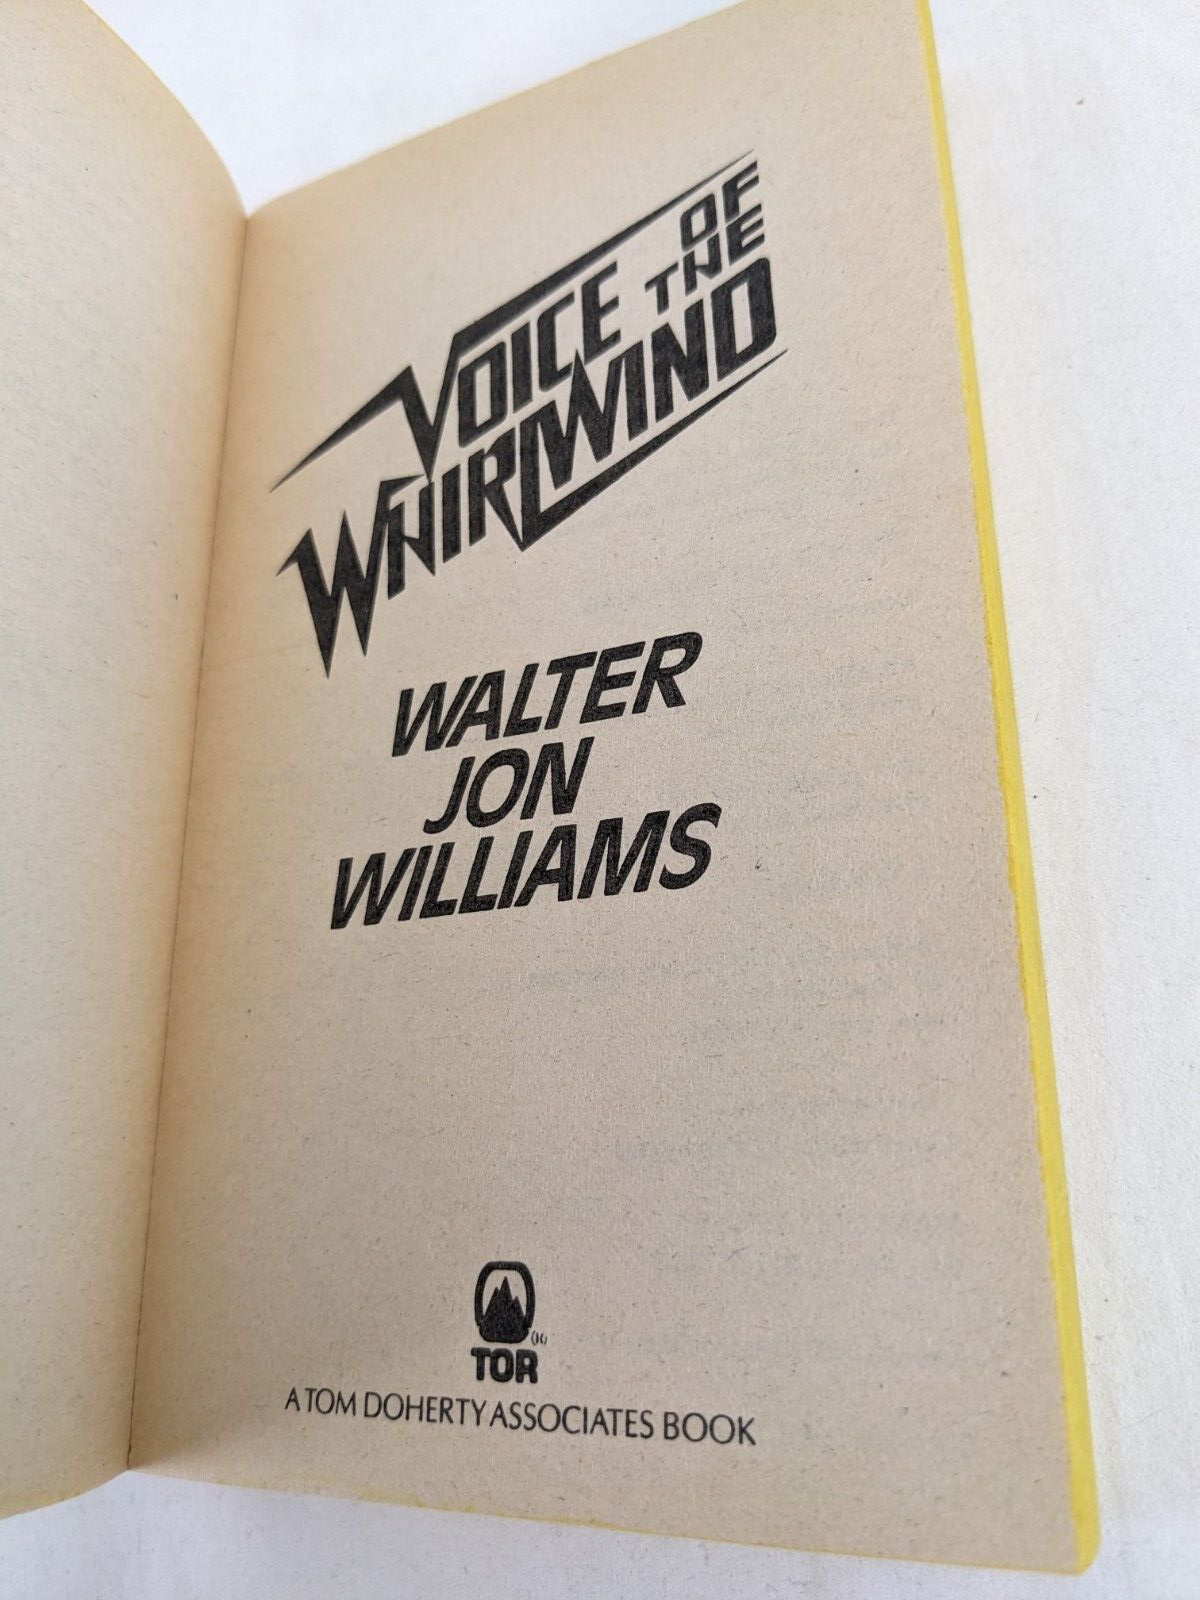 VOICE OF
THE
WHIRLWIND
WALTER
JON
WILLIAMS
TOR
A TOM DOHERTY ASSOCIATES BOOK